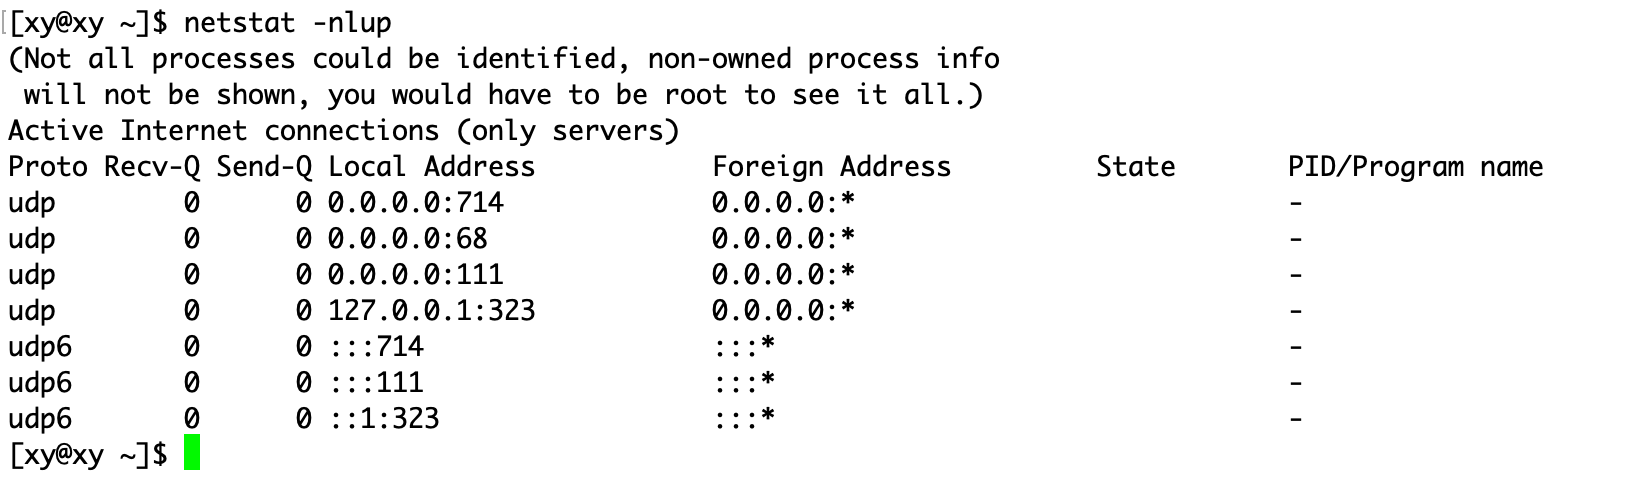 [xy@xy ~]$ netstat -nlup
(Not all processes could be identified, non-owned process info
 will not be shown, you would have to be root to see it all.)
Active Internet connections (only servers)
Proto Recv-Q Send-Q Local Address           Foreign Address         State       PID/Program name
udp        0      0 0.0.0.0:714             0.0.0.0:*                           -
udp        0      0 0.0.0.0:68              0.0.0.0:*                           -
udp        0      0 0.0.0.0:111             0.0.0.0:*                           -
udp        0      0 127.0.0.1:323           0.0.0.0:*                           -
udp6       0      0 :::714                  :::*                                -
udp6       0      0 :::111                  :::*                                -
udp6       0      0 ::1:323                 :::*                                -
[xy@xy ~]$